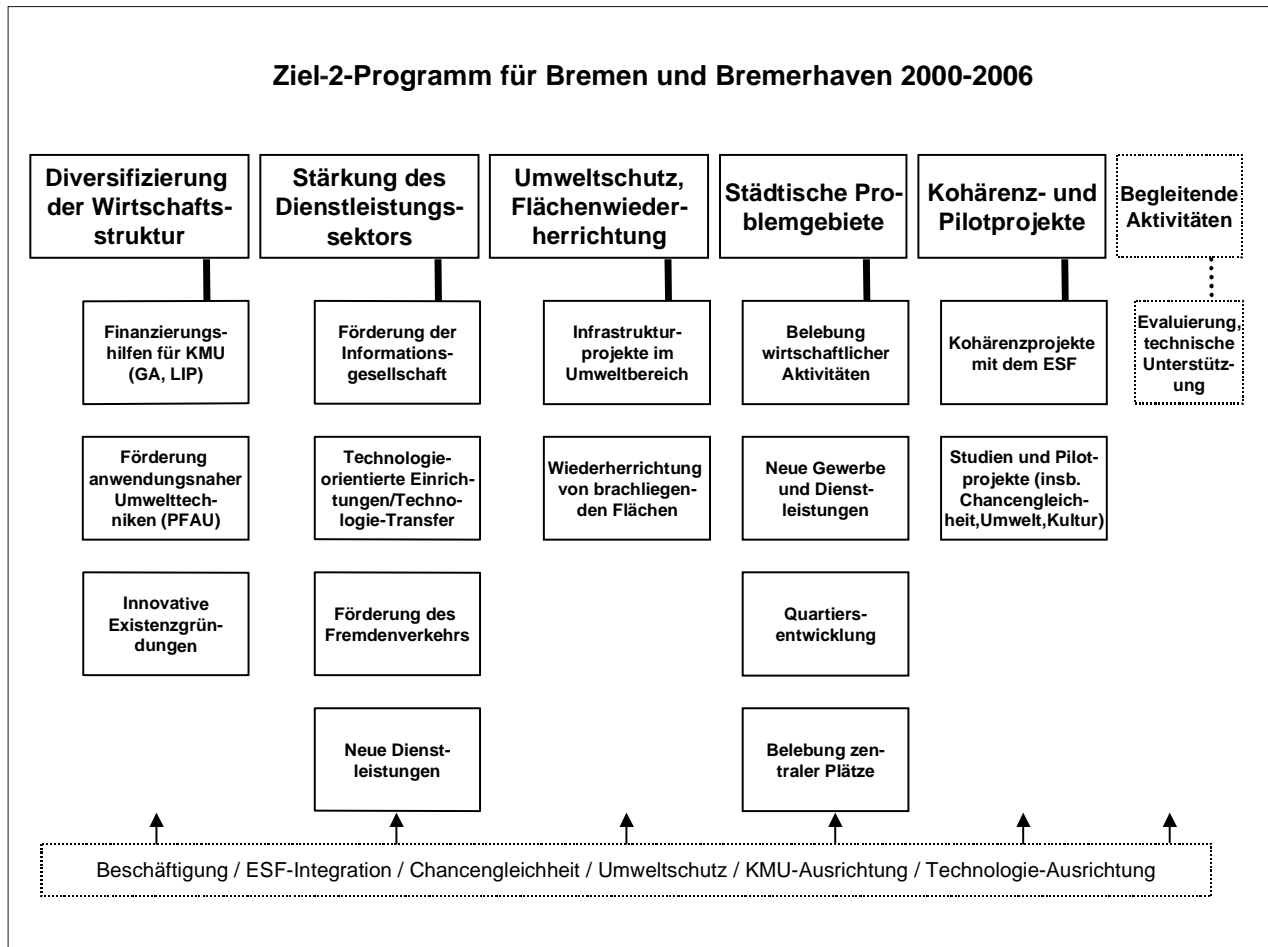 Ziel-2-Programm für Bremen und Bremerhaven 2000-2006
Diversifizierung
der Wirtschafts-
struktur
Stärkung des
Dienstleistungs-
sektors
Umweltschutz,
Flächenwieder-
herrichtung
Städtische Pro-
blemgebiete
Kohärenz- und
Pilotprojekte
Begleitende
Aktivitäten
Finanzierungs-
hilfen für KMU
(GA, LIP)
Förderung der
Informations-
gesellschaft
Infrastruktur-
projekte im
Umweltbereich
Belebung
wirtschaftlicher
Aktivitäten
Kohärenzprojekte
mit dem ESF
Evaluierung,
technische
Unterstütz-
ung
Förderung
anwendungsnaher
Umwelttech-
niken (PFAU)
Technologie-
orientierte Einrich-
tungen/Techno-
logie-Transfer
Wiederherrichtung
von brachliegen-
den Flächen
Neue Gewerbe
und Dienst-
leistungen
Studien und Pilot-
projekte (insb.
Chancengleich-
heit,Umwelt,Kultur)
Innovative
Existenzgrün-
dungen
Förderung des
Fremdenverkehrs
Quartiers-
entwicklung
Neue Dienst-
leistungen
Belebung zen-
traler Plätze
Beschäftigung / ESF-Integration / Chancengleichheit / Umweltschutz / KMU-Ausrichtung / Technologie-Ausrichtung